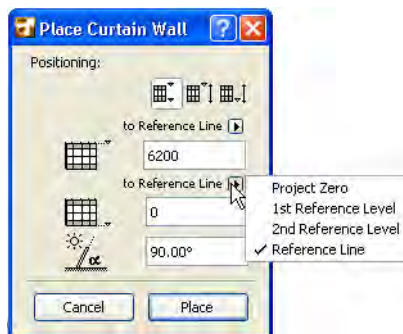 Place Curtain Wall
Positioning:
to Reference Line
6200
to Reference Line
0
90.00°
α
Project Zero
1st Reference Level
2nd Reference Level
Reference Line
Cancel
Place